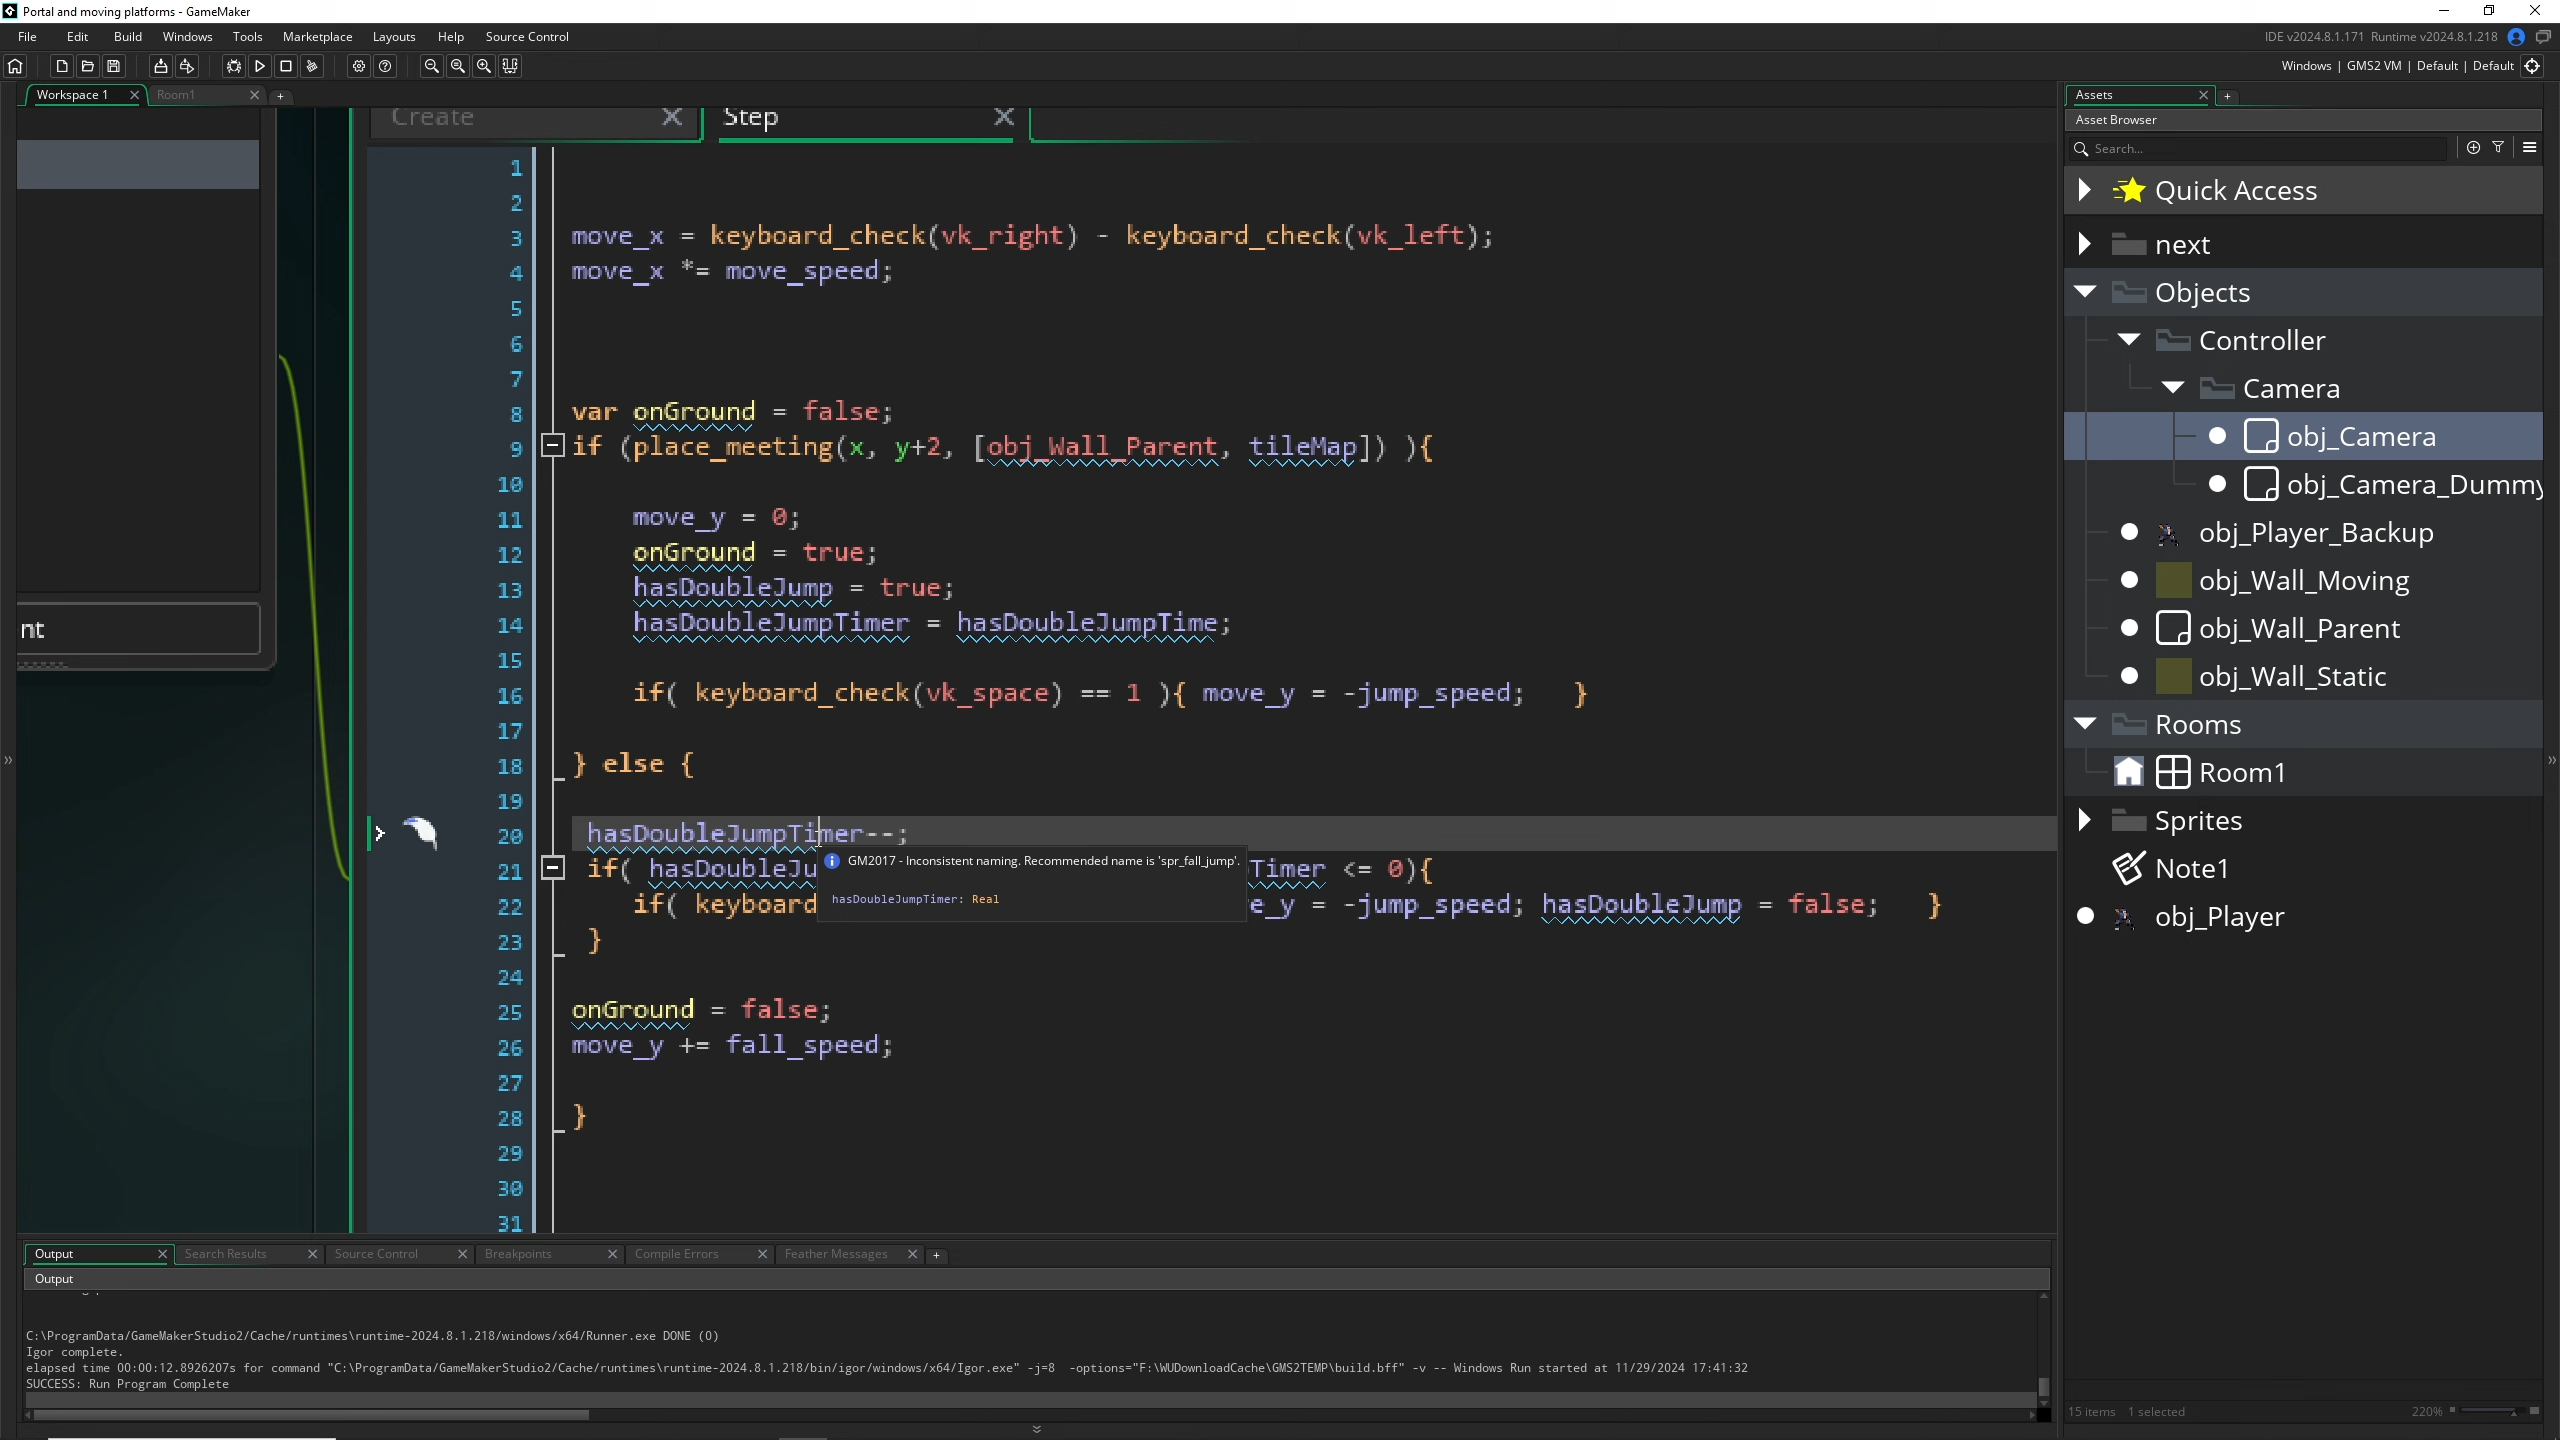 Portal and moving platforms - GameMaker
File Edit Build Windows Tools Marketplace Layouts Help Source Control
IDE v2024.8.1.171 Runtime v2024.8.1.218
Windows | GMS2 VM | Default | Default
Workspace 1
Room1
Create
Step
nt
1
2
3 move_x = keyboard_check(vk_right) - keyboard_check(vk_left);
4 move_x *= move_speed;
5
6
7
8 var onGround = false;
9 if (place_meeting(x, y+2, [obj_Wall_Parent, tileMap]) ){
10
11 move_y = 0;
12 onGround = true;
13 hasDoubleJump = true;
14 hasDoubleJumpTimer = hasDoubleJumpTime;
15
16 if( keyboard_check(vk_space) == 1 ){ move_y = -jump_speed; }
17
18 } else {
19
20 hasDoubleJumpTimer--;
21 if( hasDoubleJu Timer <= 0){
22 if( keyboard e_y = -jump_speed; hasDoubleJump = false; }
23 }
24
25 onGround = false;
26 move_y += fall_speed;
27
28 }
29
30
31
GM2017 - Inconsistent naming. Recommended name is 'spr_fall_jump'.
hasDoubleJumpTimer: Real
Assets
Asset Browser
Search...
Quick Access
next
Objects
Controller
Camera
obj_Camera
obj_Camera_Dummy
obj_Player_Backup
obj_Wall_Moving
obj_Wall_Parent
obj_Wall_Static
Rooms
Room1
Sprites
Note1
obj_Player
15 items 1 selected
220%
Output Search Results Source Control Breakpoints Compile Errors Feather Messages
Output
C:\ProgramData/GameMakerStudio2/Cache/runtimes\runtime-2024.8.1.218/windows/x64/Runner.exe DONE (0)
Igor complete.
elapsed time 00:00:12.8926207s for command "C:\ProgramData/GameMakerStudio2/Cache/runtimes\runtime-2024.8.1.218/bin/igor/windows/x64/Igor.exe" -j=8 -options="F:\WUDownloadCache\GMS2TEMP\build.bff" -v -- Windows Run started at 11/29/2024 17:41:32
SUCCESS: Run Program Complete